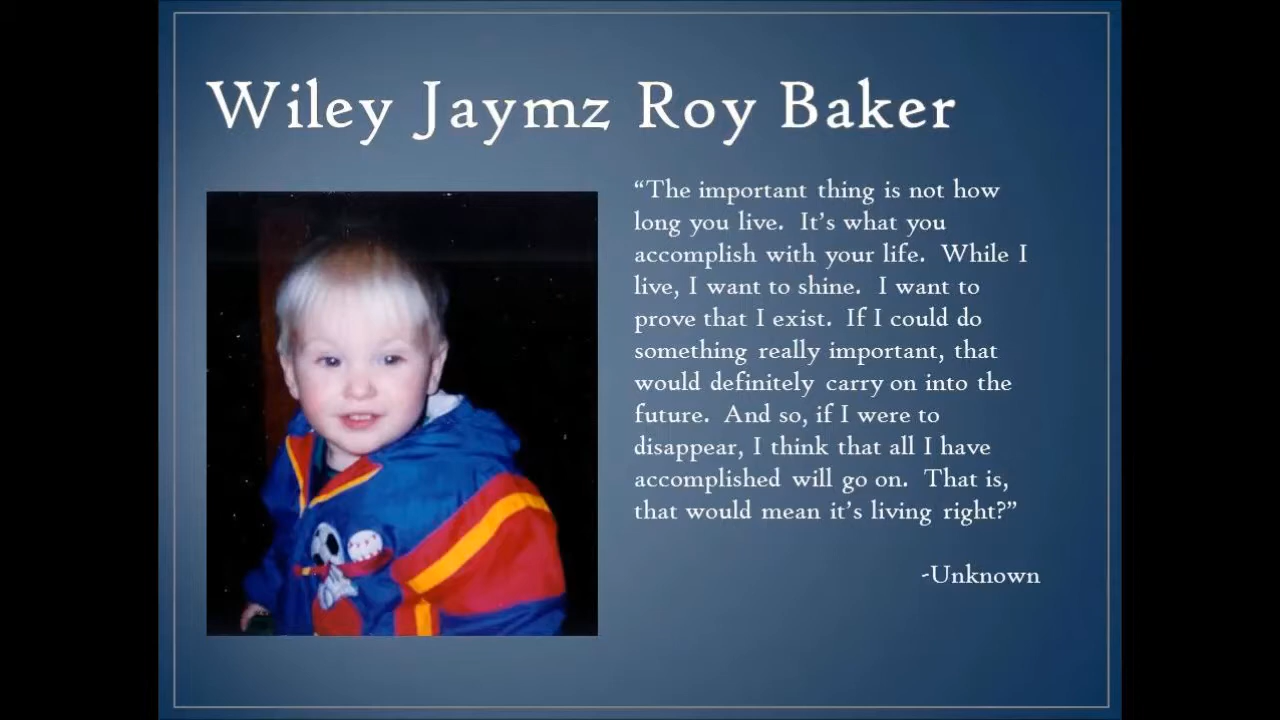 Wiley Jaymz Roy Baker
“The important thing is not how
long you live.  It’s what you
accomplish with your life.  While I
live, I want to shine.  I want to
prove that I exist.  If I could do
something really important, that
would definitely carry on into the
future.  And so, if I were to
disappear, I think that all I have
accomplished will go on.  That is,
that would mean it’s living right?”
-Unknown